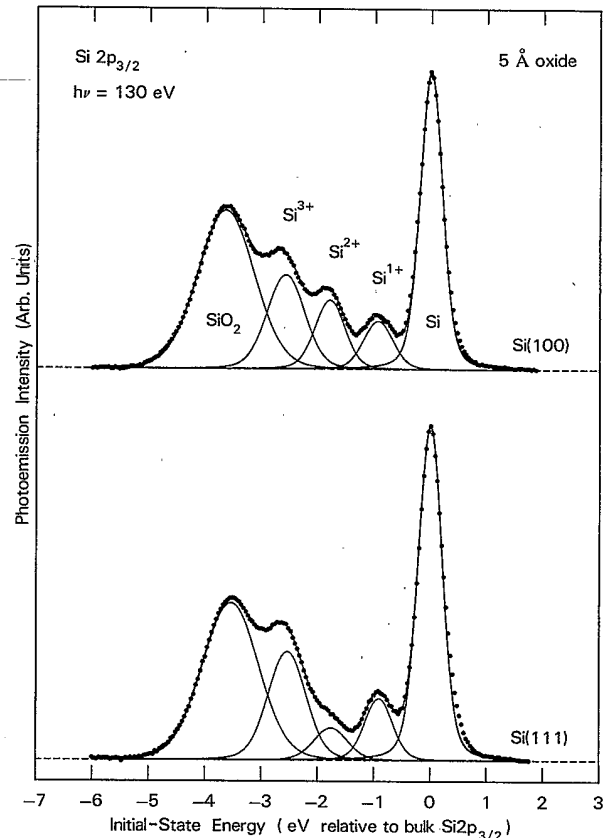 Si 2p3/2
5 Å oxide
hν = 130 eV
Si3+
Si2+
Si1+
SiO2
Si
Si(100)
Si(111)
Photoemission Intensity (Arb. Units)
−7 −6 −5 −4 −3 −2 −1 0 1 2 3
Initial-State Energy ( eV relative to bulk Si2p3/2)